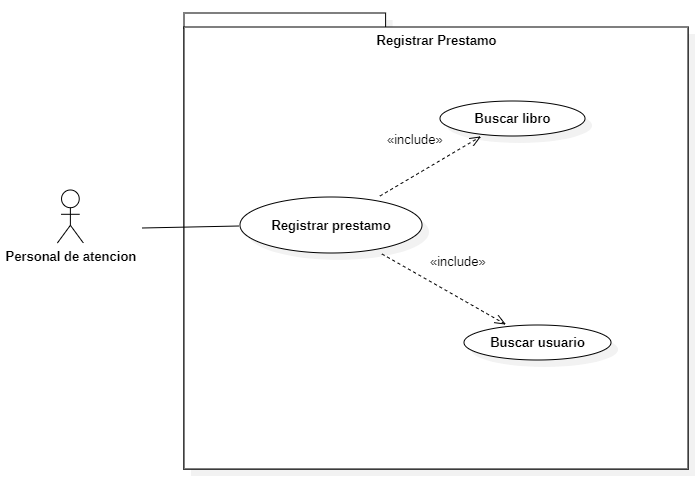 Registrar Prestamo
Buscar libro
«include»
Registrar prestamo
Personal de atencion
«include»
Buscar usuario